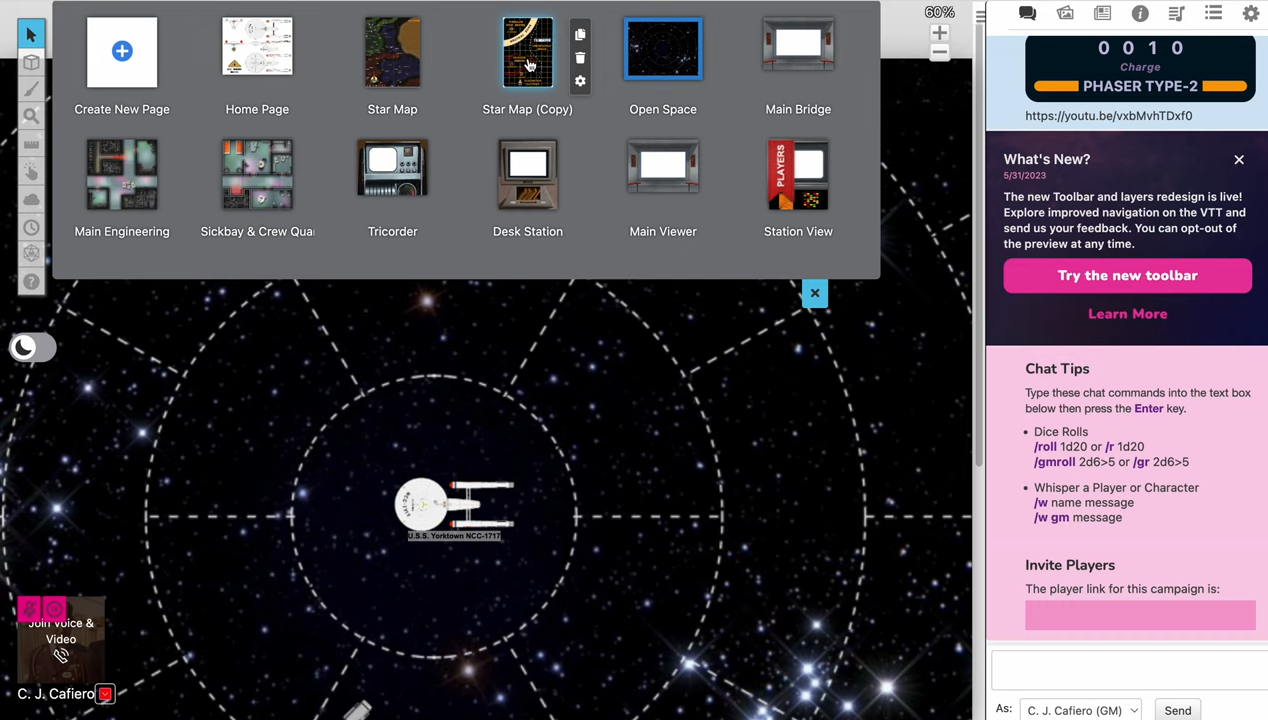 60%
Create New Page
Home Page
Star Map
Star Map (Copy)
Open Space
Main Bridge
PLAYERS
Main Engineering
Sickbay & Crew Qua
Tricorder
Desk Station
Main Viewer
Station View
U.S.S. Yorktown NCC-1717
Join Voice &
Video
C. J. Cafiero
0 0 1 0
Charge
PHASER TYPE-2
https://youtu.be/vxbMvhTDxf0
What's New?
5/31/2023
The new Toolbar and layers redesign is live!
Explore improved navigation on the VTT and
send us your feedback. You can opt-out of
the preview at any time.
Try the new toolbar
Learn More
Chat Tips
Type these chat commands into the text box
below then press the Enter key.
• Dice Rolls
/roll 1d20 or /r 1d20
/gmroll 2d6>5 or /gr 2d6>5
• Whisper a Player or Character
/w name message
/w gm message
Invite Players
The player link for this campaign is:
As: C. J. Cafiero (GM)
Send